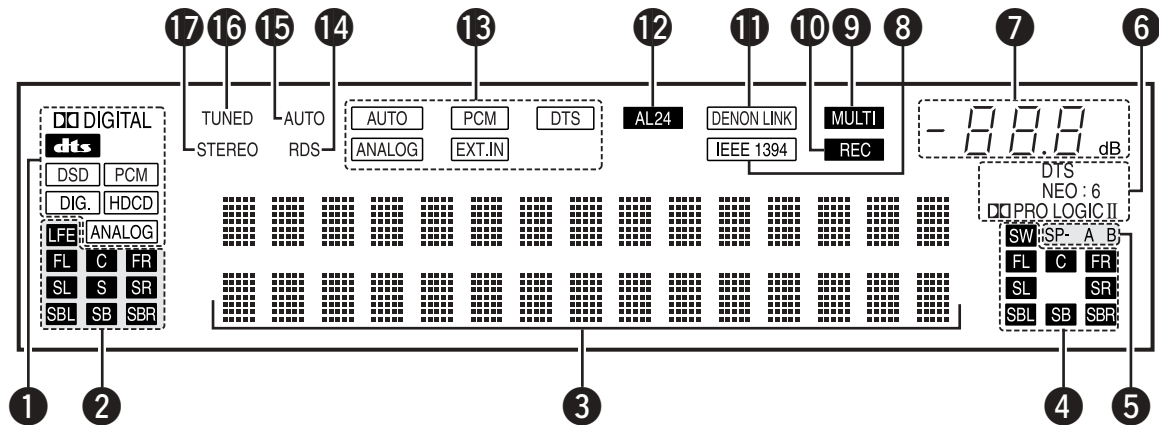 17 16 15 14 13 12 11 10 9 8 7 6
DIGITAL TUNED AUTO AUTO PCM DTS AL24 DENON LINK MULTI -88.8 dB
dts STEREO RDS ANALOG EXT.IN IEEE 1394 REC
DSD PCM DTS
DIG. HDCD NEO : 6
PRO LOGIC II
LFE ANALOG SW SP- A B
FL C FR FL C FR
SL S SR SL SR
SBL SB SBR SBL SB SBR
1 2 3 4 5